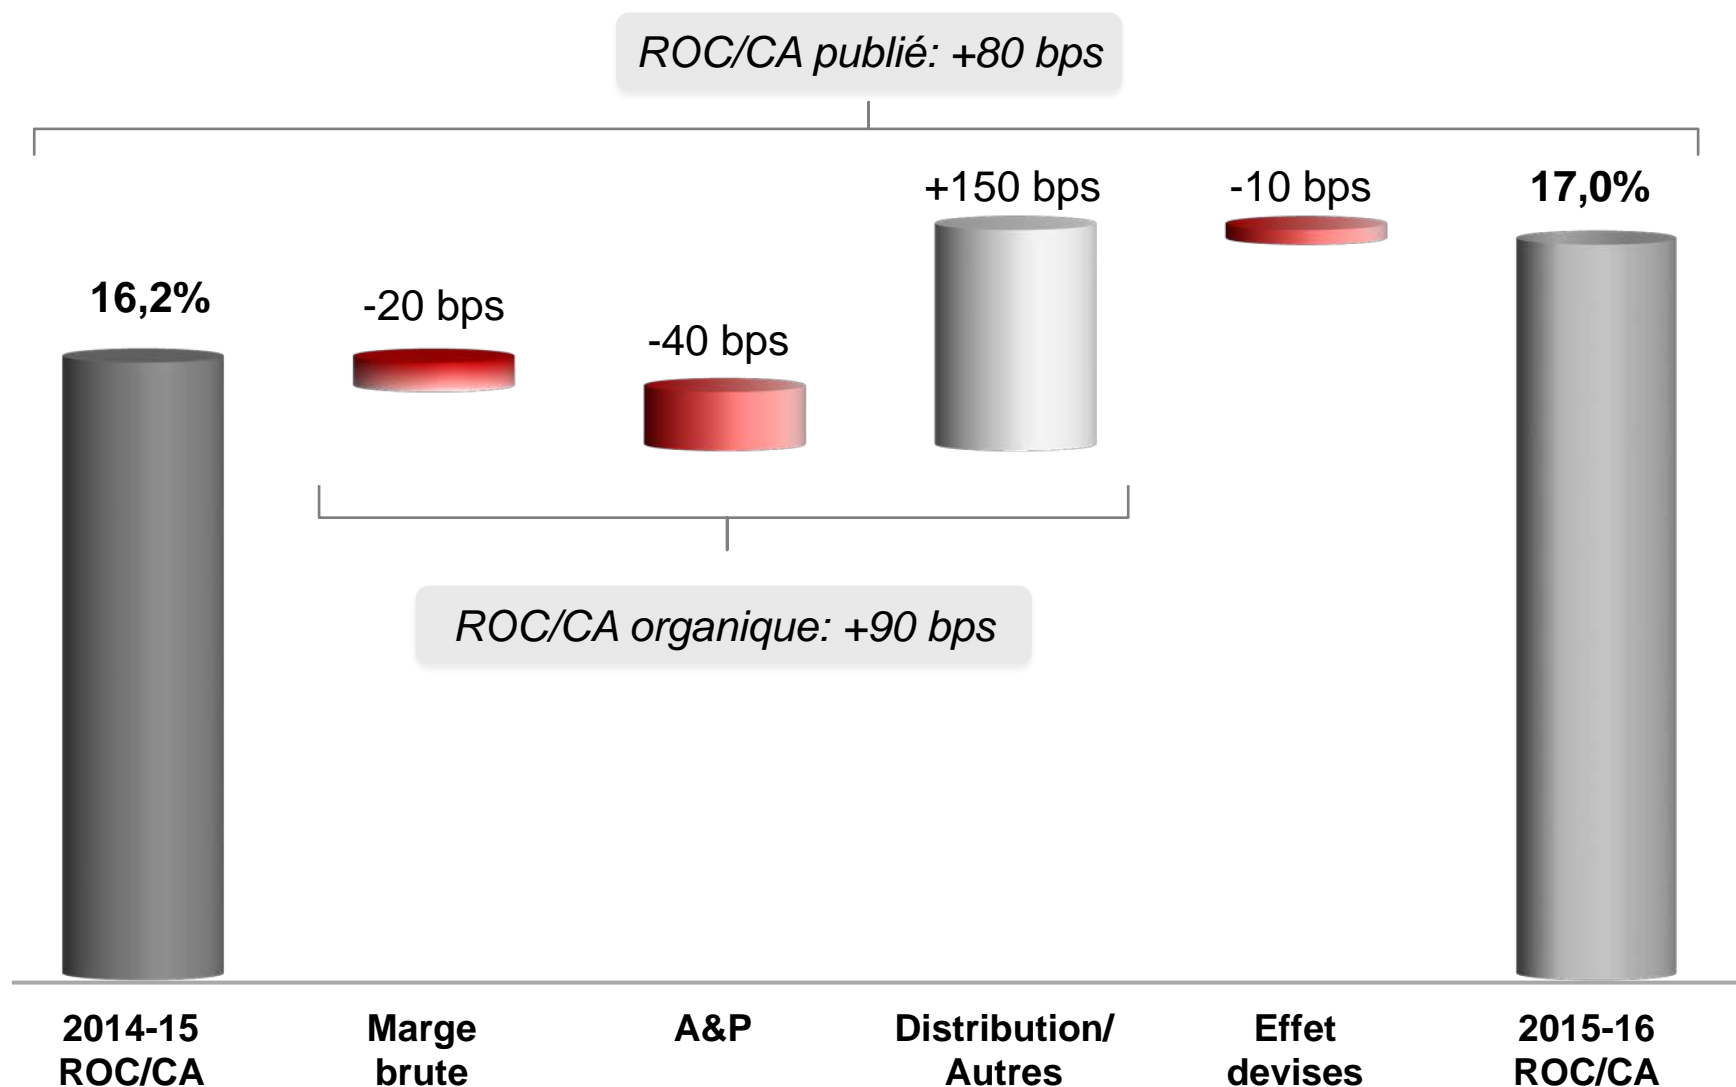 ROC/CA publié: +80 bps
16,2%
-20 bps
-40 bps
+150 bps
-10 bps
17,0%
ROC/CA organique: +90 bps
2014-15
ROC/CA
Marge
brute
A&P
Distribution/
Autres
Effet
devises
2015-16
ROC/CA